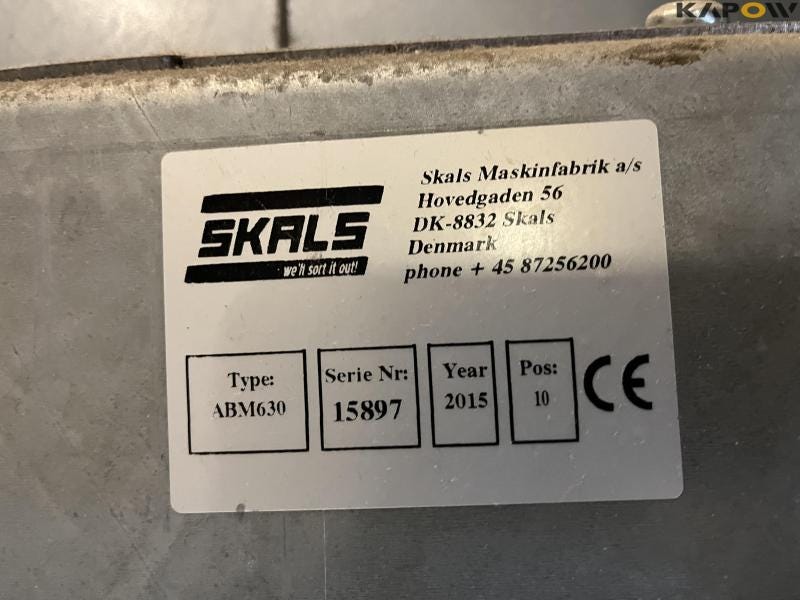 KAPOW
SKALS
we'll sort it out!
Skals Maskinfabrik a/s
Hovedgaden 56
DK-8832 Skals
Denmark
phone + 45 87256200
Type:
ABM630
Serie Nr:
15897
Year
2015
Pos:
10
CE